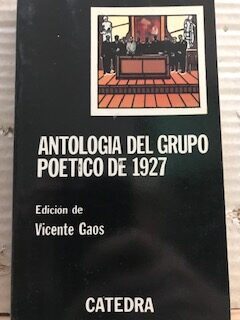 ANTOLOGIA DEL GRUPO
POETICO DE 1927
Edición de
Vicente Gaos
CATEDRA